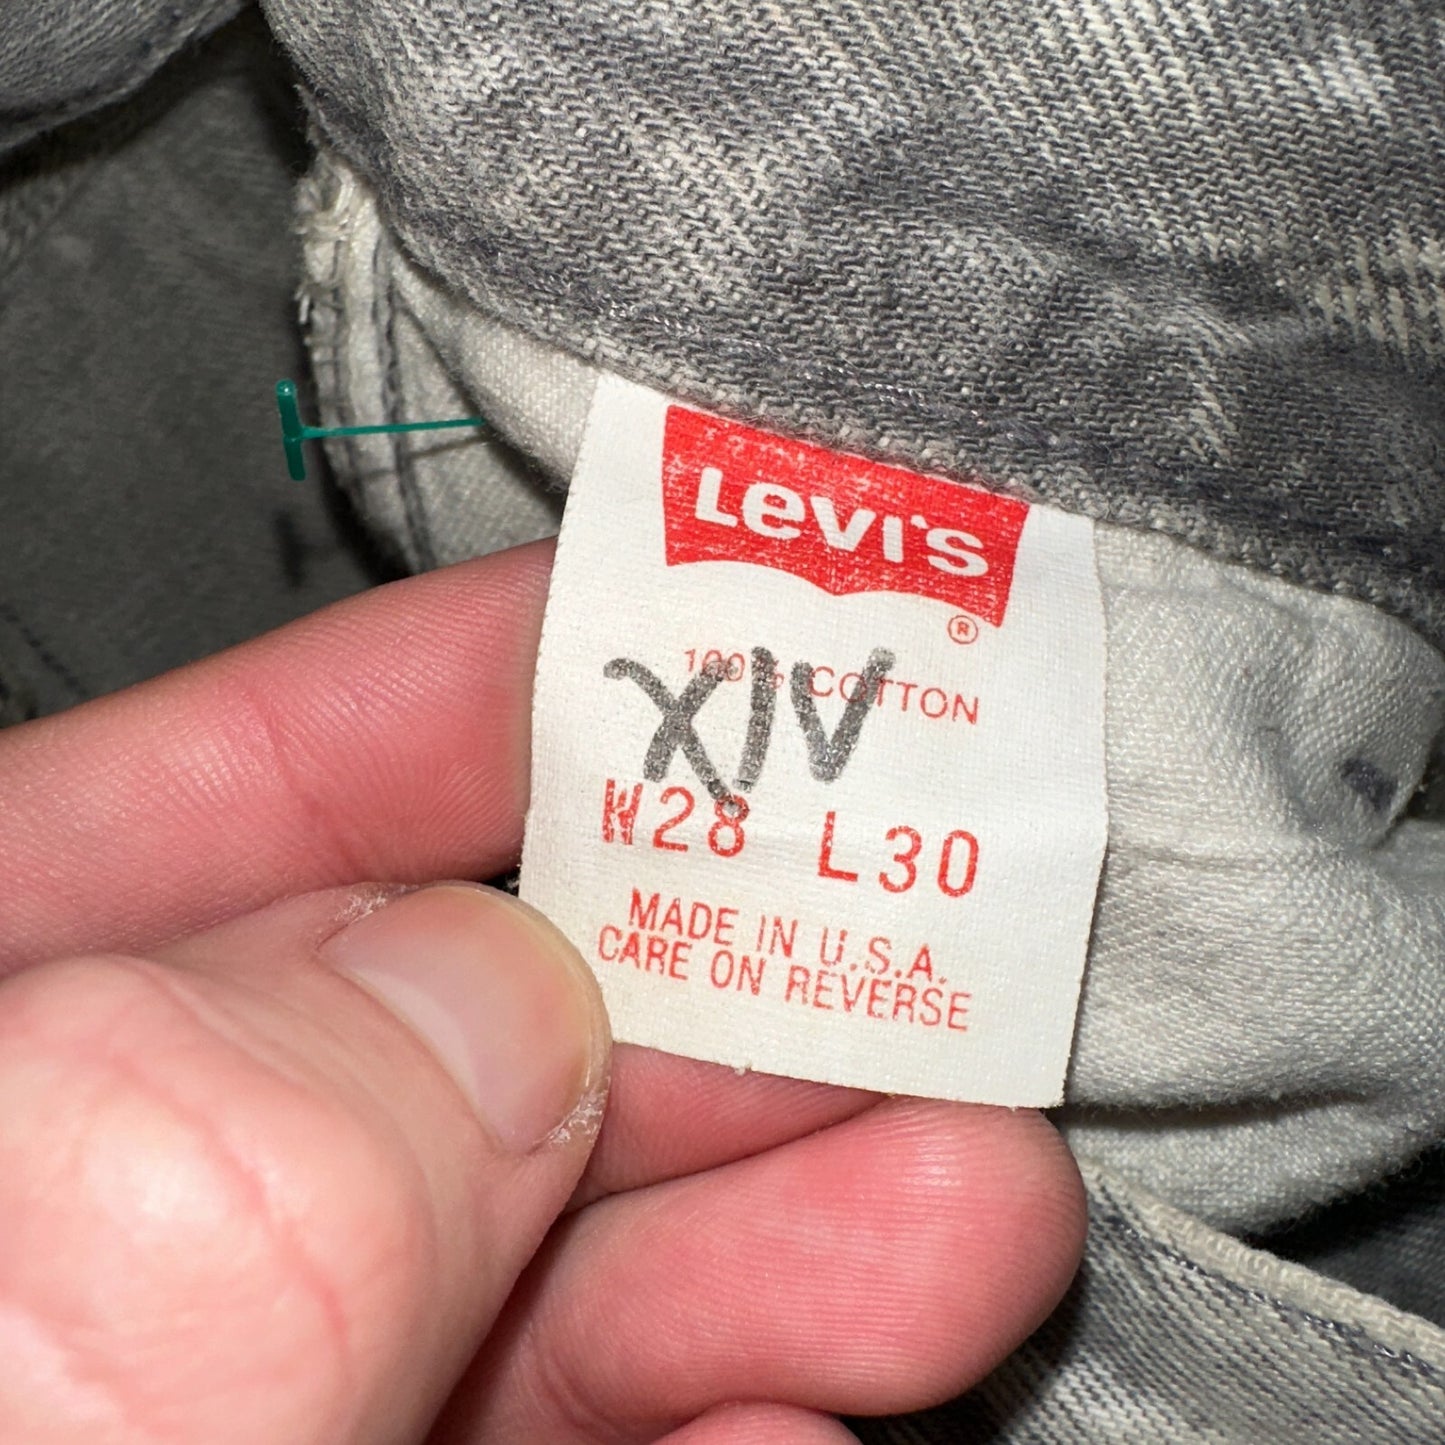 Levi's
®
100% COTTON
XIV
W28 L30
MADE IN U.S.A.
CARE ON REVERSE